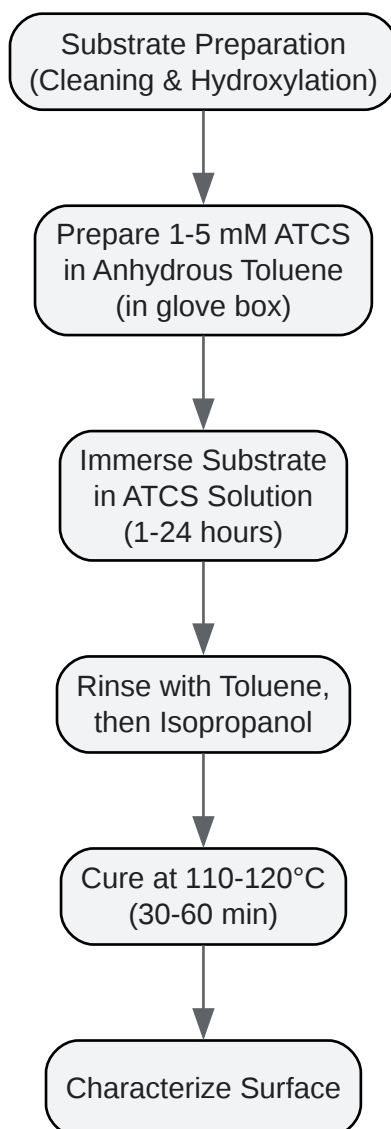 Substrate Preparation
(Cleaning & Hydroxylation)
Prepare 1-5 mM ATCS
in Anhydrous Toluene
(in glove box)
Immerse Substrate
in ATCS Solution
(1-24 hours)
Rinse with Toluene,
then Isopropanol
Cure at 110-120°C
(30-60 min)
Characterize Surface